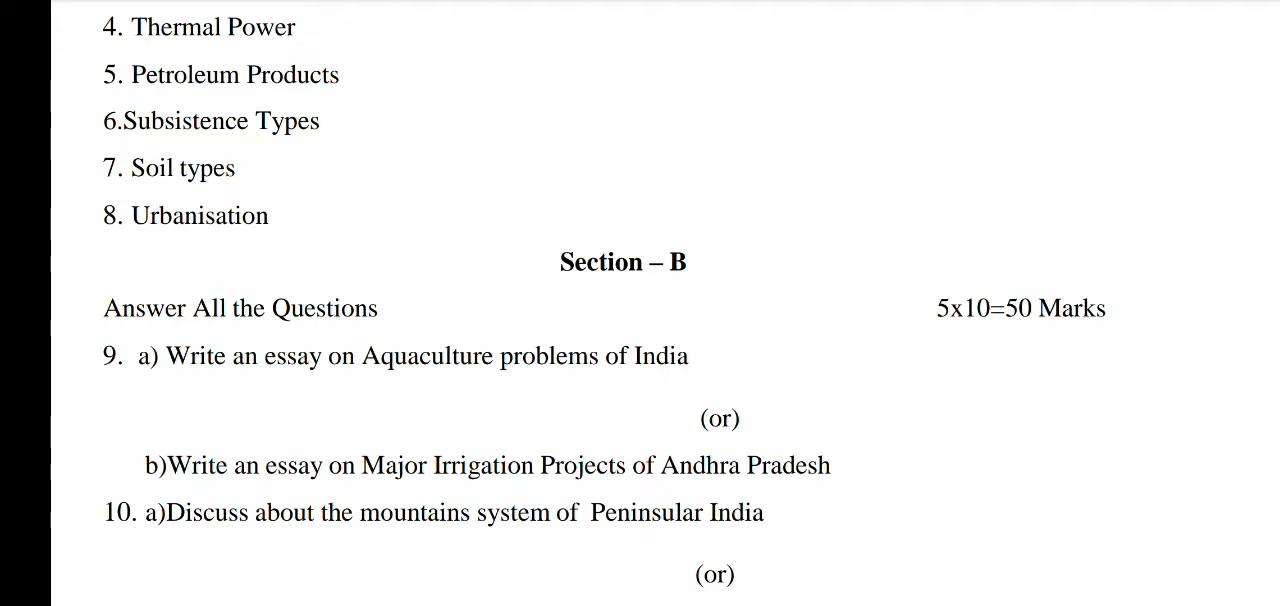 4. Thermal Power
5. Petroleum Products
6.Subsistence Types
7. Soil types
8. Urbanisation
Section – B
Answer All the Questions 5x10=50 Marks
9. a) Write an essay on Aquaculture problems of India
(or)
b)Write an essay on Major Irrigation Projects of Andhra Pradesh
10. a)Discuss about the mountains system of Peninsular India
(or)